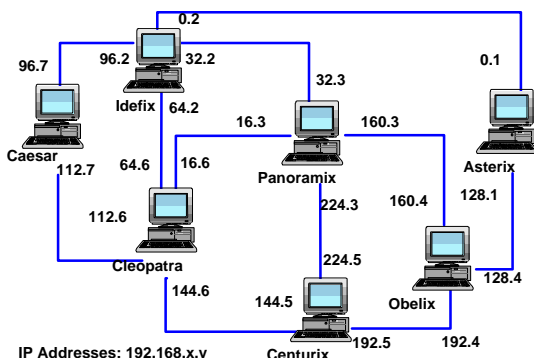 0.2
96.7
96.2
32.2
0.1
Idefix
32.3
64.2
16.3
160.3
Caesar
112.7
64.6
16.6
Panoramix
Asterix
128.1
112.6
224.3
160.4
Cleopatra
224.5
128.4
144.6
144.5
Obelix
192.5
192.4
IP Addresses: 192.168.x.y
Centurix